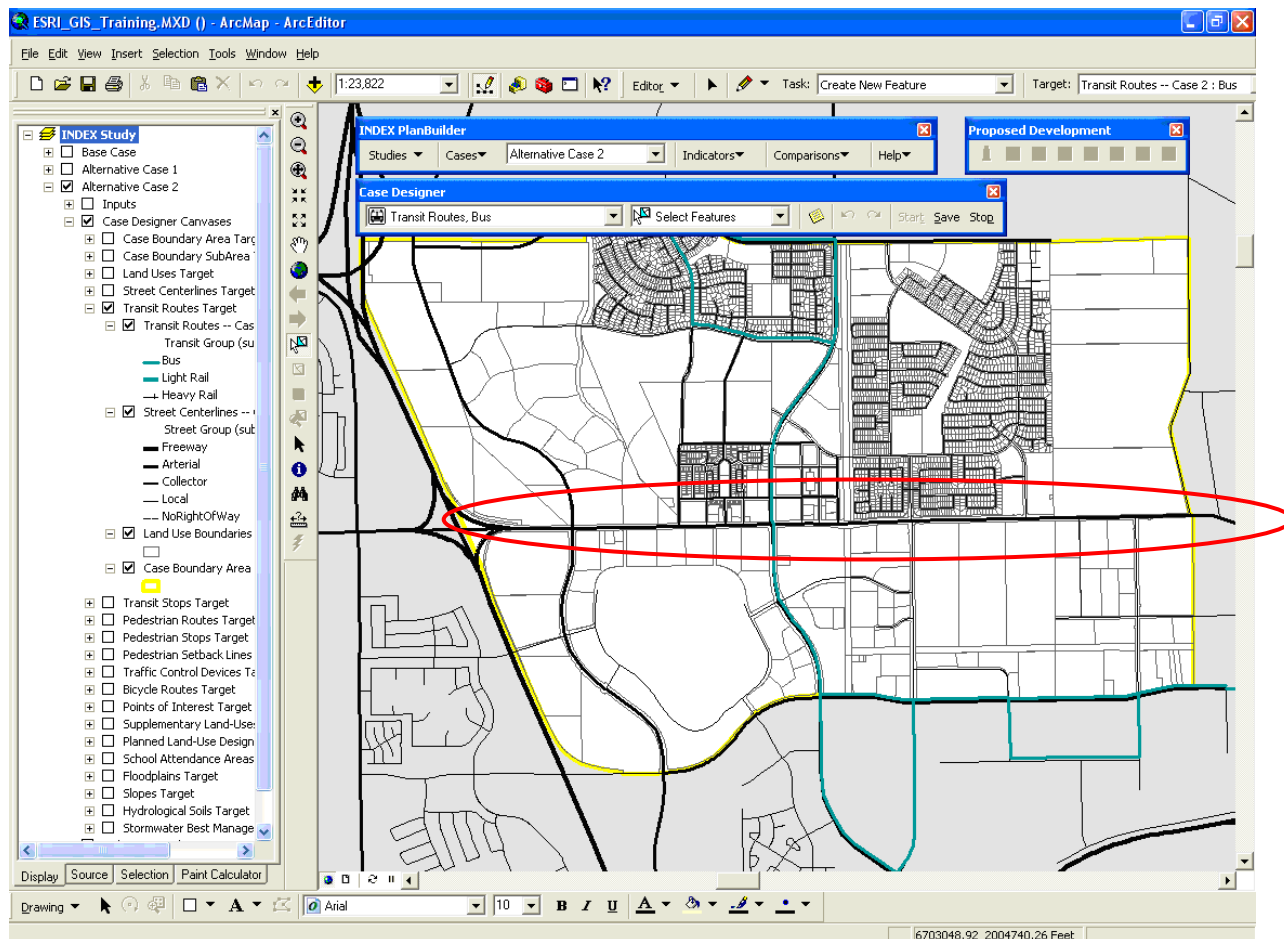 ESRI_GIS_Training.MXD () - ArcMap - ArcEditor
File Edit View Insert Selection Tools Window Help
1:23,822 Editor Task: Create New Feature Target: Transit Routes -- Case 2 : Bus
INDEX PlanBuilder
Studies Cases Alternative Case 2 Indicators Comparisons Help
Proposed Development
Case Designer
Transit Routes, Bus Select Features Start Save Stop
INDEX Study
Base Case
Alternative Case 1
Alternative Case 2
Inputs
Case Designer Canvases
Case Boundary Area Targ
Case Boundary SubArea
Land Uses Target
Street Centerlines Target
Transit Routes Target
Transit Routes -- Cas
Transit Group (su
Bus
Light Rail
Heavy Rail
Street Centerlines --
Street Group (sub
Freeway
Arterial
Collector
Local
NoRightOfWay
Land Use Boundaries
Case Boundary Area
Transit Stops Target
Pedestrian Routes Target
Pedestrian Stops Target
Pedestrian Setback Lines
Traffic Control Devices Ta
Bicycle Routes Target
Points of Interest Target
Supplementary Land-Use
Planned Land-Use Design
School Attendance Areas
Floodplains Target
Slopes Target
Hydrological Soils Target
Stormwater Best Manage
Display Source Selection Paint Calculator
Drawing A Arial 10 B I U A
6703048.92 2004740.26 Feet